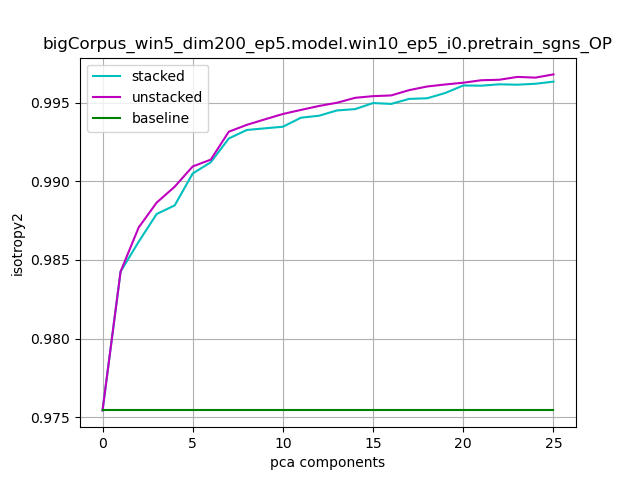 bigCorpus_win5_dim200_ep5.model.win10_ep5_i0.pretrain_sgns_OP
stacked
unstacked
baseline
0.995
0.990
0.985
0.980
0.975
isotropy2
0 5 10 15 20 25
pca components